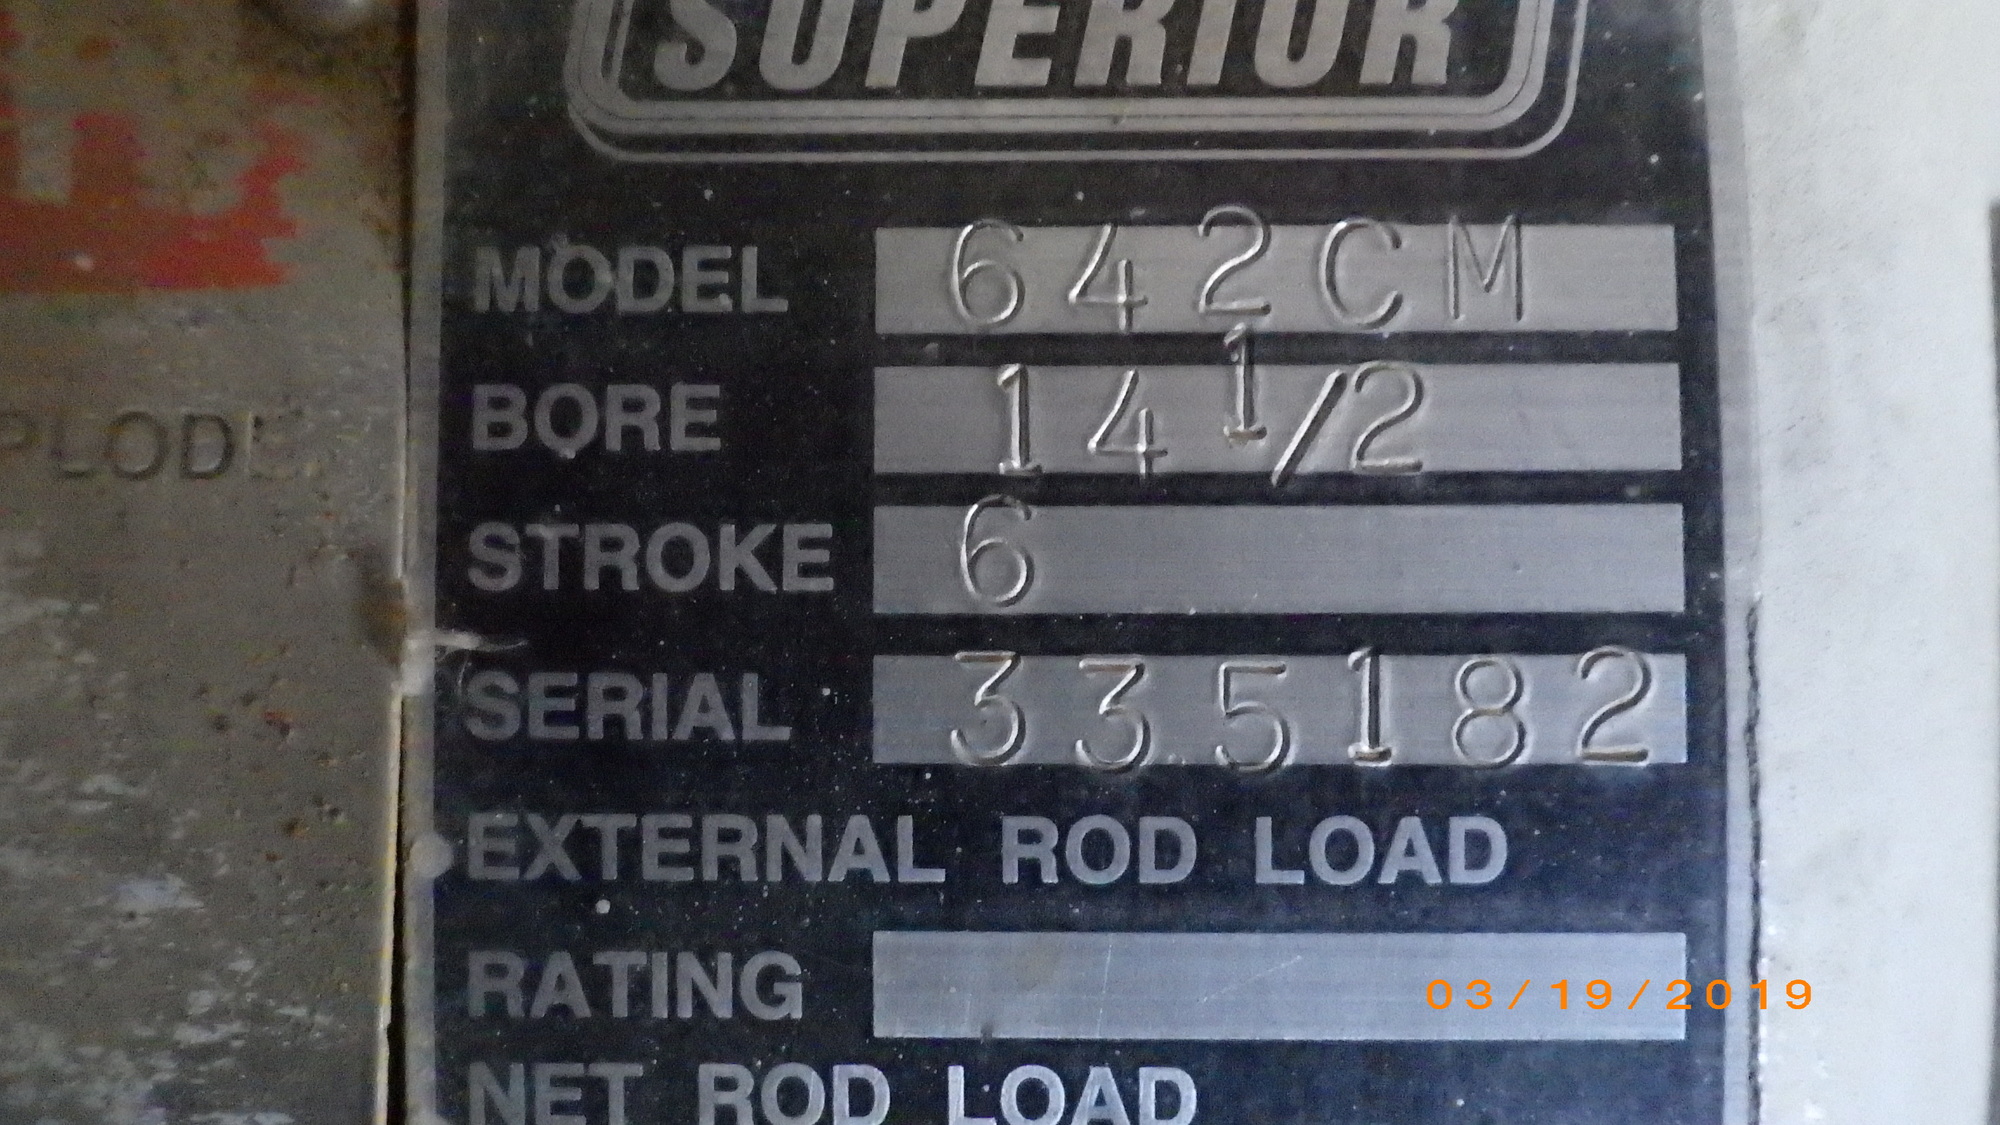 SUPERIOR
MODEL 642CM
BORE 14 1/2
STROKE 6
PLODE
SERIAL 335182
EXTERNAL ROD LOAD
RATING
03/19/2019
NET ROD LOAD